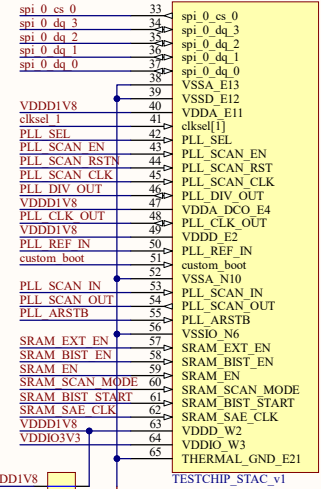 spi_0_cs_0 33 spi_0_cs_0
spi_0_dq_3 34 spi_0_dq_3
spi_0_dq_2 35 spi_0_dq_2
spi_0_dq_1 36 spi_0_dq_1
spi_0_dq_0 37 spi_0_dq_0
38 VSSA_E13
39 VSSD_E12
VDDD1V8 40 VDDA_E11
clksel_1 41 clksel[1]
PLL_SEL 42 PLL_SEL
PLL_SCAN_EN 43 PLL_SCAN_EN
PLL_SCAN_RSTN 44 PLL_SCAN_RST
PLL_SCAN_CLK 45 PLL_SCAN_CLK
PLL_DIV_OUT 46 PLL_DIV_OUT
VDDD1V8 47 VDDA_DCO_E4
PLL_CLK_OUT 48 PLL_CLK_OUT
VDDD1V8 49 VDDD_E2
PLL_REF_IN 50 PLL_REF_IN
custom_boot 51 custom_boot
52 VSSA_N10
PLL_SCAN_IN 53 PLL_SCAN_IN
PLL_SCAN_OUT 54 PLL_SCAN_OUT
PLL_ARSTB 55 PLL_ARSTB
56 VSSIO_N6
SRAM_EXT_EN 57 SRAM_EXT_EN
SRAM_BIST_EN 58 SRAM_BIST_EN
SRAM_EN 59 SRAM_EN
SRAM_SCAN_MODE 60 SRAM_SCAN_MODE
SRAM_BIST_START 61 SRAM_BIST_START
SRAM_SAE_CLK 62 SRAM_SAE_CLK
VDDD1V8 63 VDDD_W2
VDDIO3V3 64 VDDIO_W3
65 THERMAL_GND_E21
DD1V8 TESTCHIP_STAC_v1